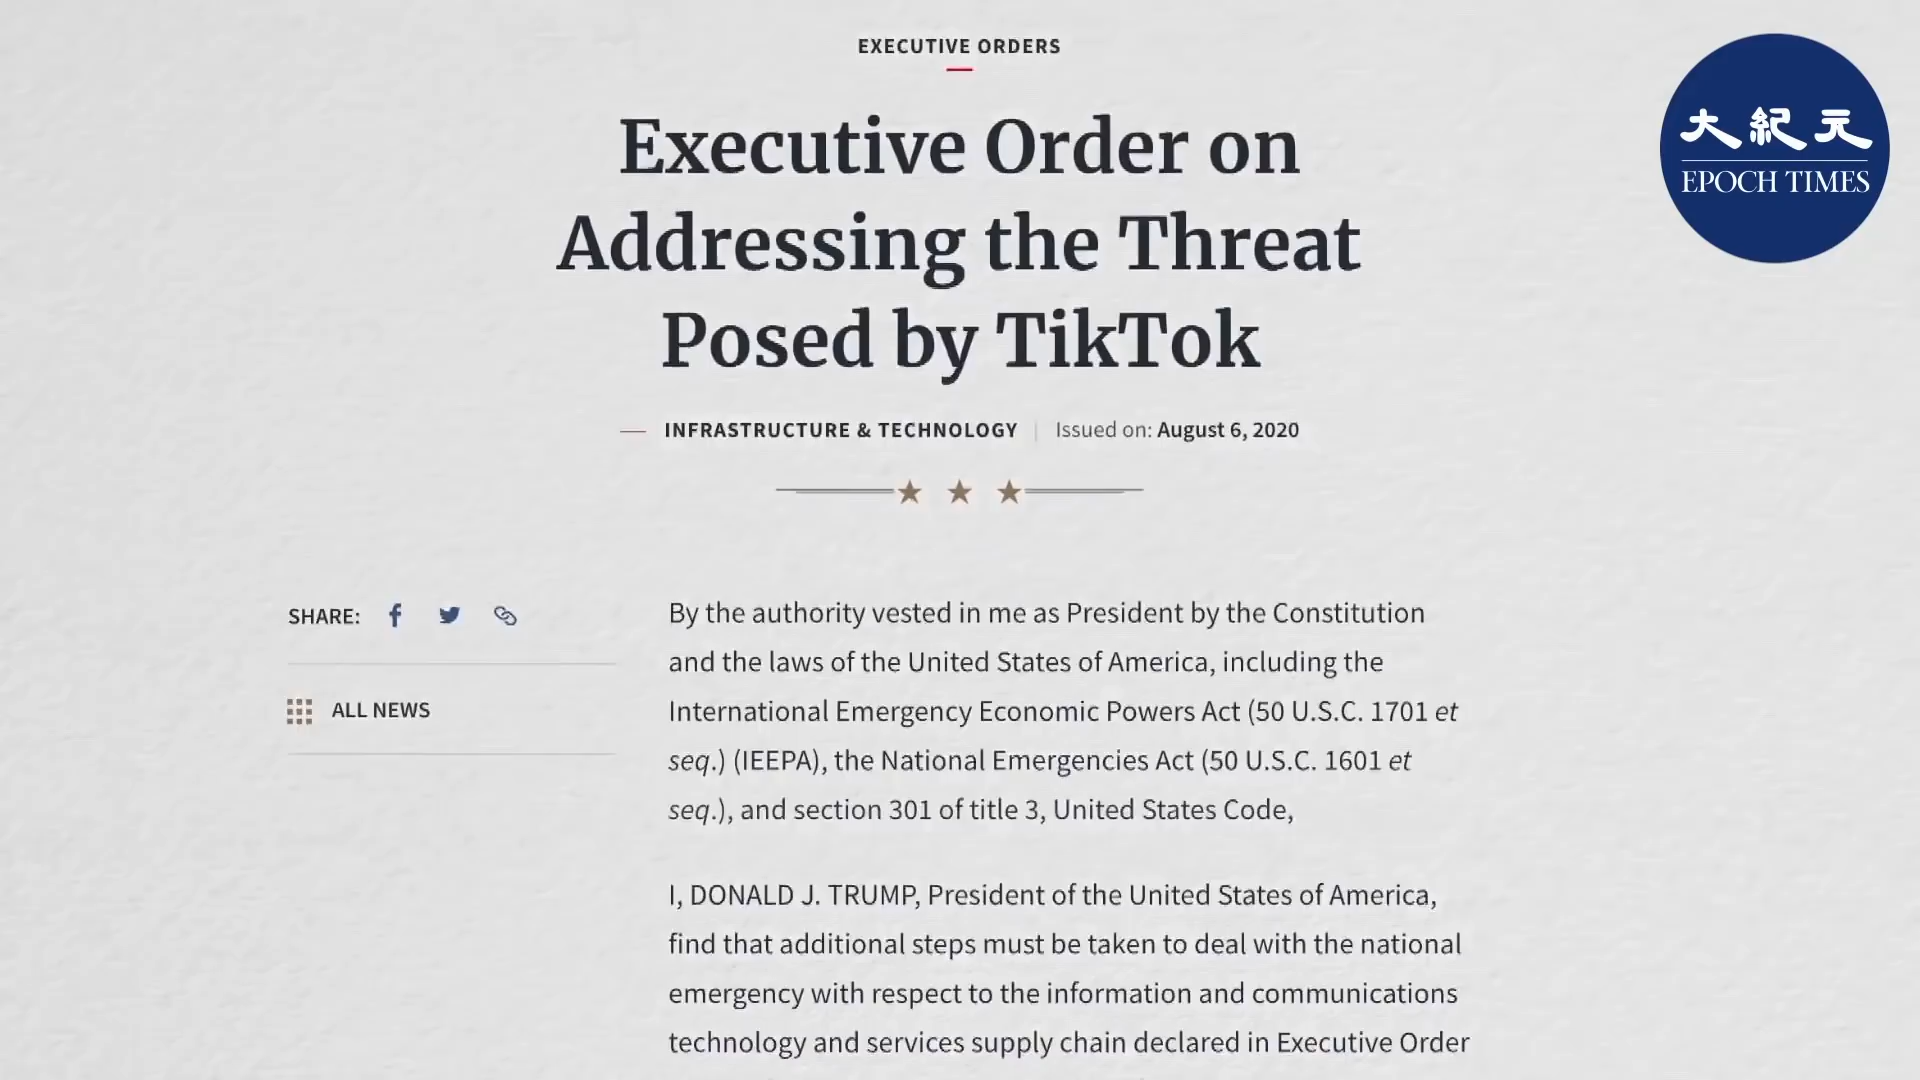 EXECUTIVE ORDERS
大紀元
EPOCH TIMES
Executive Order on
Addressing the Threat
Posed by TikTok
INFRASTRUCTURE & TECHNOLOGY | Issued on: August 6, 2020
SHARE:
ALL NEWS
By the authority vested in me as President by the Constitution
and the laws of the United States of America, including the
International Emergency Economic Powers Act (50 U.S.C. 1701 et
seq.) (IEEPA), the National Emergencies Act (50 U.S.C. 1601 et
seq.), and section 301 of title 3, United States Code,
I, DONALD J. TRUMP, President of the United States of America,
find that additional steps must be taken to deal with the national
emergency with respect to the information and communications
technology and services supply chain declared in Executive Order